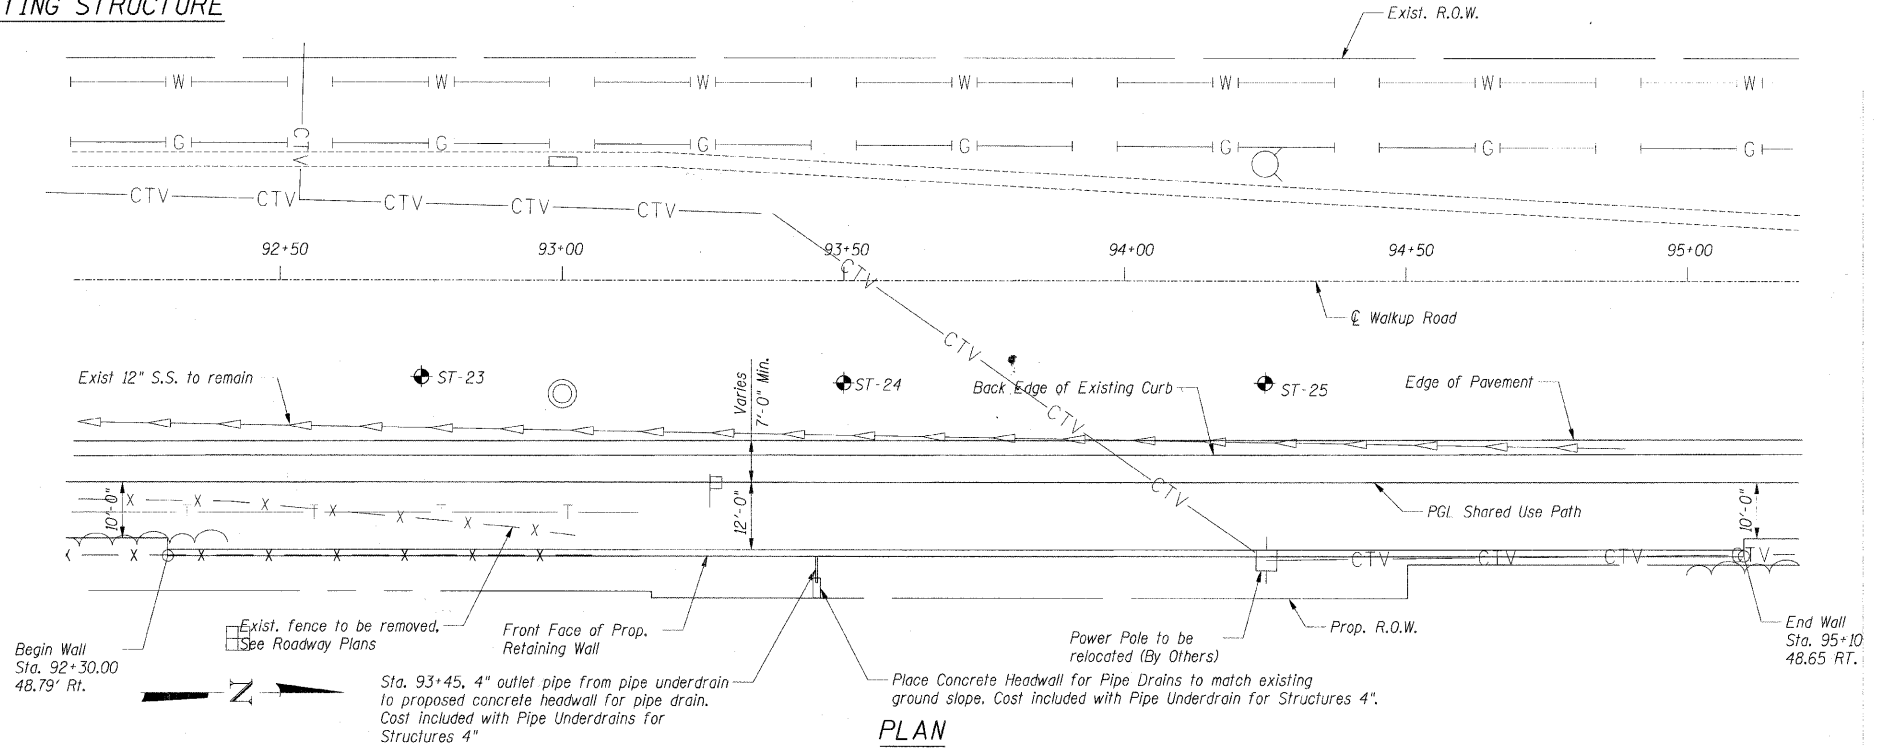 TING STRUCTURE
Exist. R.O.W.
W W W W W W W
G G G G G G G
CTV
CTV CTV CTV CTV CTV
92+50 93+00 93+50 94+00 94+50 95+00
CTV
℄ Walkup Road
CTV
Exist 12" S.S. to remain
ST-23
Varies
7'-0" Min.
ST-24
Back Edge of Existing Curb
ST-25
Edge of Pavement
CTV
CTV
10'-0"
X X X X X X X
T T T T
12'-0"
PGL Shared Use Path
10'-0"
X X X X X X X X
CTV CTV CTV CTV
Exist. fence to be removed,
See Roadway Plans
Front Face of Prop.
Retaining Wall
Power Pole to be
relocated (By Others)
Prop. R.O.W.
End Wall
Sta. 95+10
48.65 RT.
Begin Wall
Sta. 92+30.00
48.79' Rt.
N
Sta. 93+45, 4" outlet pipe from pipe underdrain
to proposed concrete headwall for pipe drain.
Cost included with Pipe Underdrains for
Structures 4"
Place Concrete Headwall for Pipe Drains to match existing
ground slope. Cost included with Pipe Underdrain for Structures 4".
PLAN